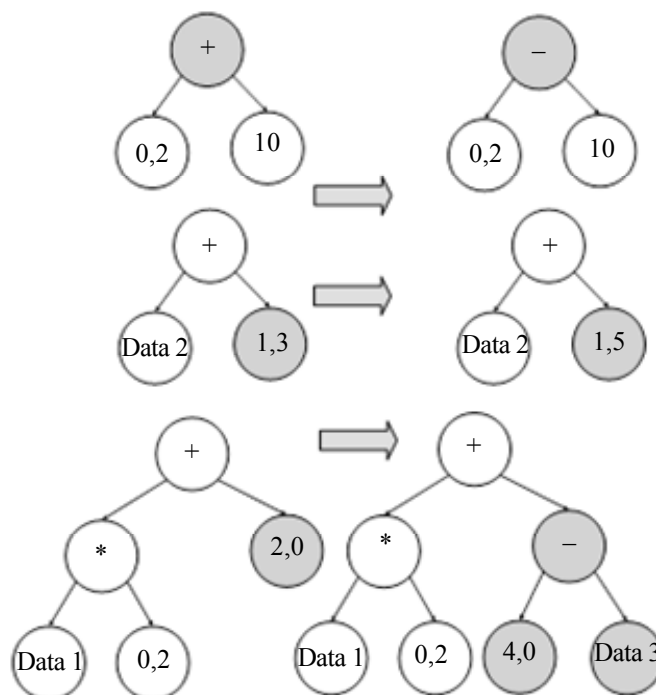 + −
0,2 10 0,2 10
+ +
Data 2 1,3 Data 2 1,5
+ +
* 2,0 * −
Data 1 0,2 Data 1 0,2 4,0 Data 3